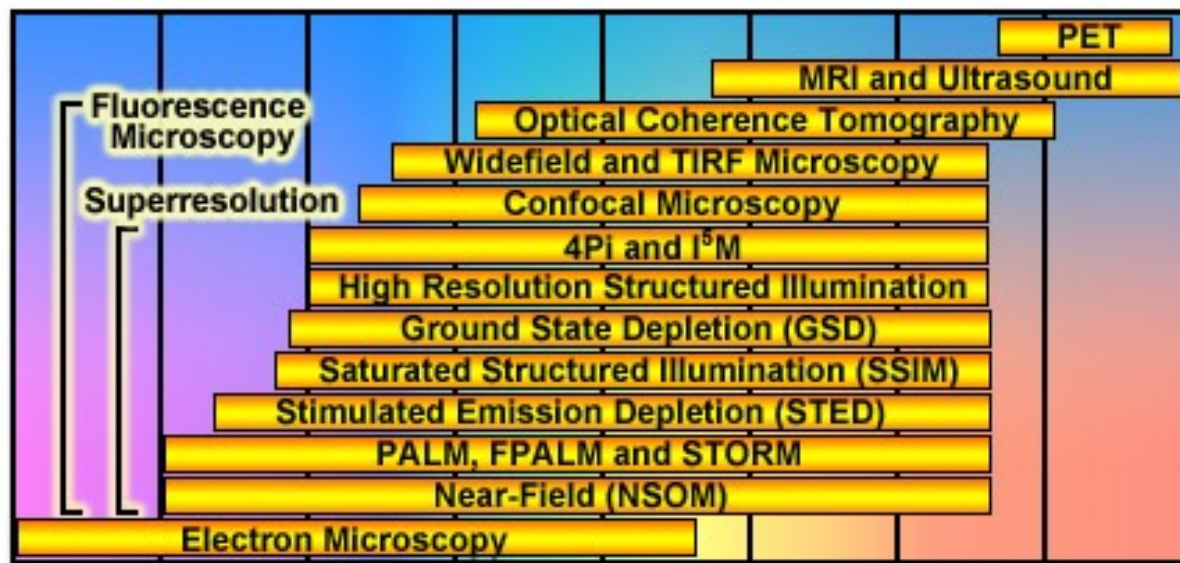 PET
MRI and Ultrasound
Fluorescence
Microscopy
Optical Coherence Tomography
Widefield and TIRF Microscopy
Superresolution
Confocal Microscopy
4Pi and I⁵M
High Resolution Structured Illumination
Ground State Depletion (GSD)
Saturated Structured Illumination (SSIM)
Stimulated Emission Depletion (STED)
PALM, FPALM and STORM
Near-Field (NSOM)
Electron Microscopy